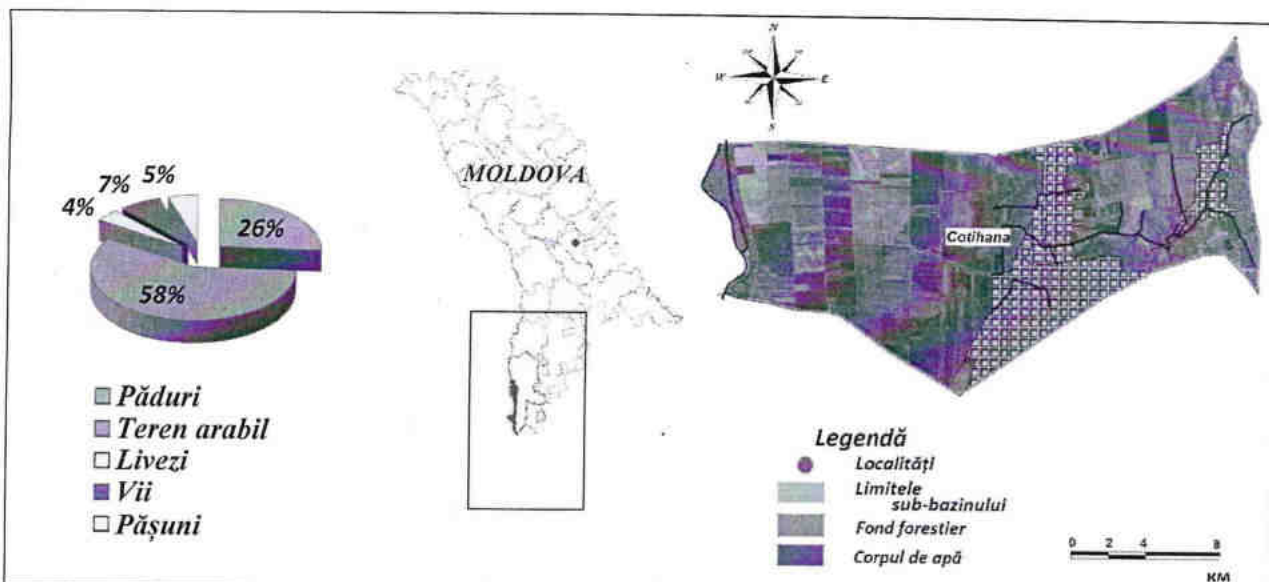 7%
5%
4%
26%
58%
Păduri
Teren arabil
Livezi
Vii
Pășuni
MOLDOVA
N
W
E
S
Cotihana
Legendă
Localități
Limitele
sub-bazinului
Fond forestier
Corpul de apă
0 2 4 8
KM